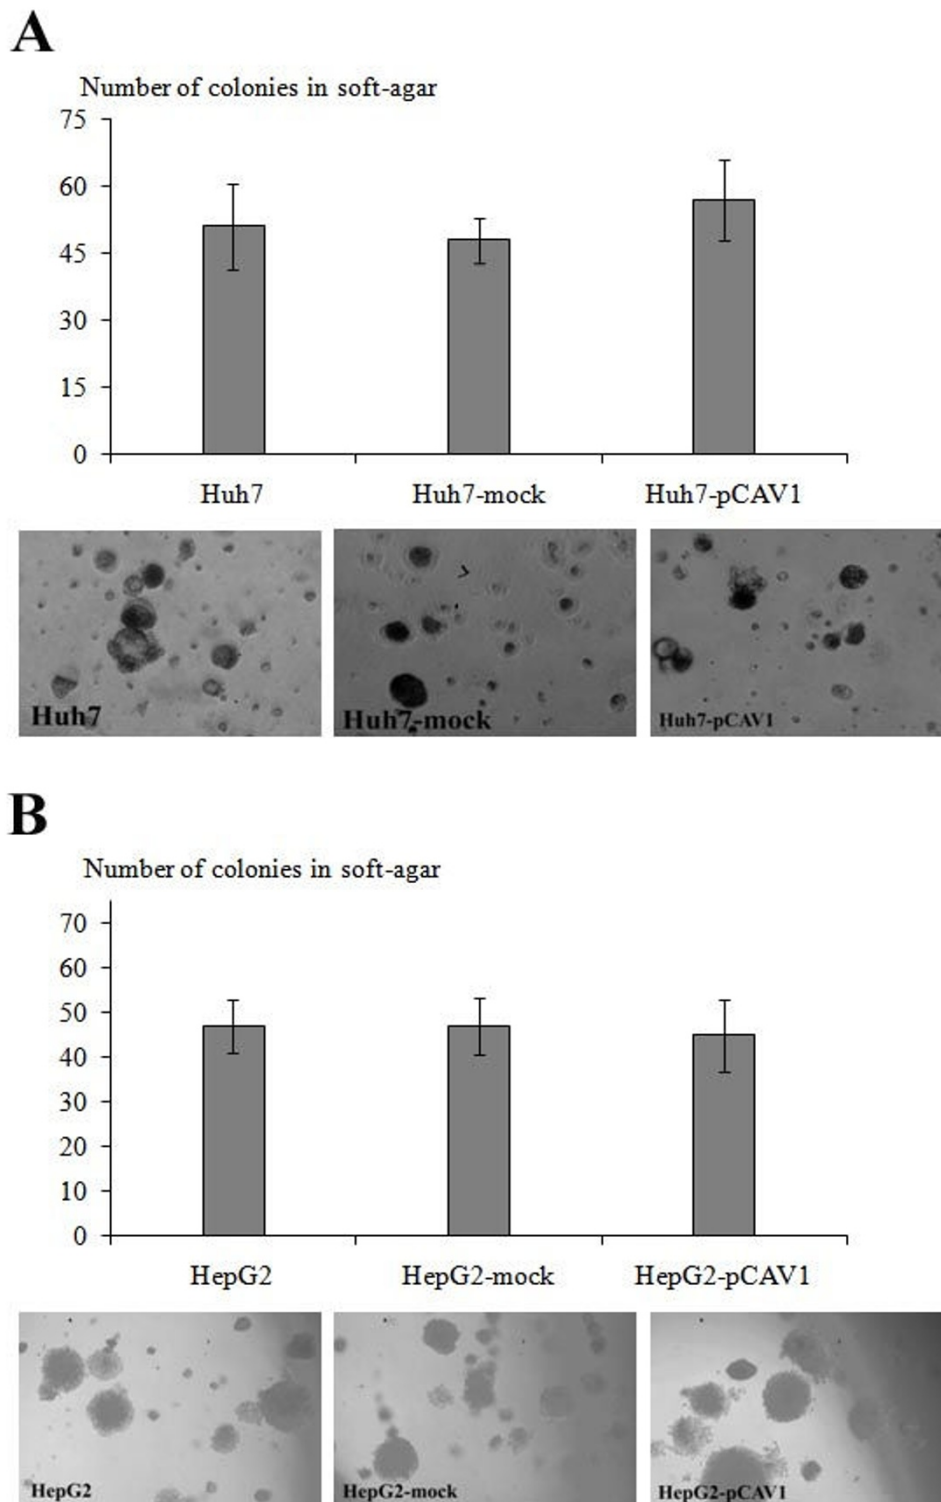 A
Number of colonies in soft-agar
75
60
45
30
15
0
Huh7 Huh7-mock Huh7-pCAV1
Huh7 Huh7-mock Huh7-pCAV1
B
Number of colonies in soft-agar
70
60
50
40
30
20
10
0
HepG2 HepG2-mock HepG2-pCAV1
HepG2 HepG2-mock HepG2-pCAV1